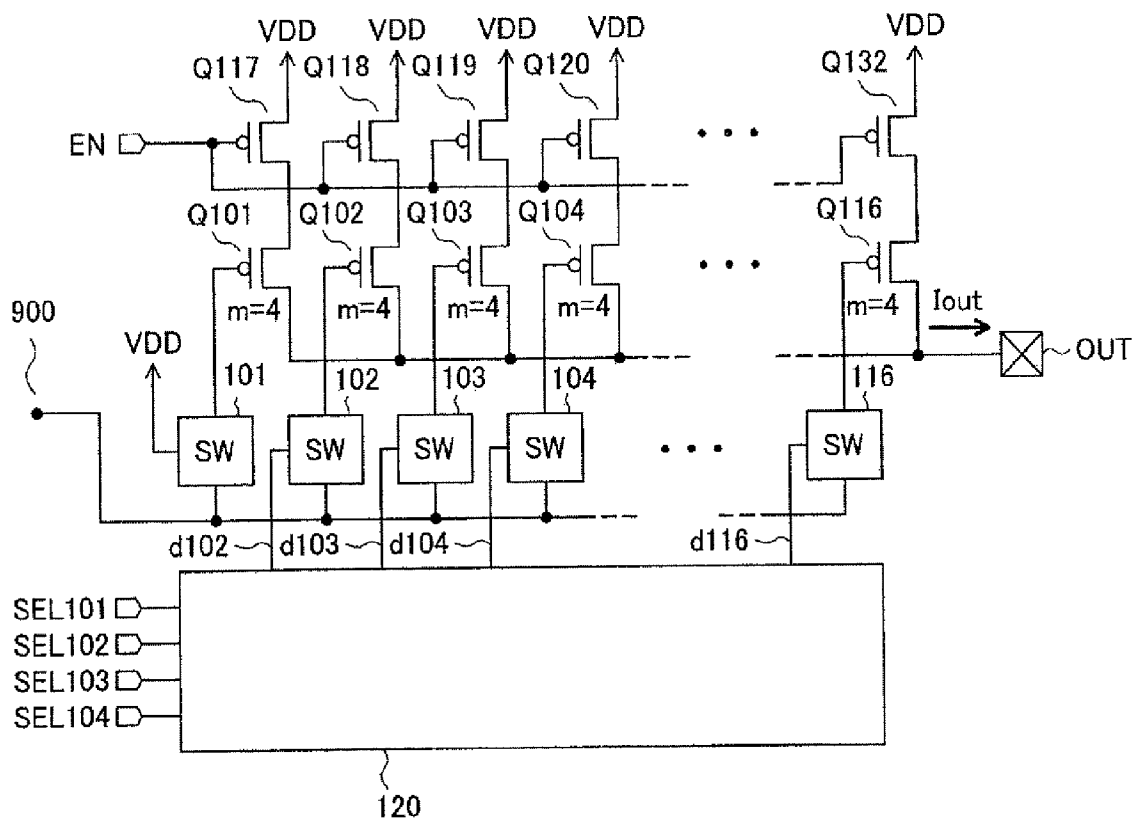 VDD VDD VDD VDD VDD
Q117 Q118 Q119 Q120 Q132
EN
Q101 Q102 Q103 Q104 Q116
m=4 m=4 m=4 m=4 m=4
900
VDD
Iout
OUT
101 102 103 104 116
SW SW SW SW SW
d102 d103 d104 d116
SEL101
SEL102
SEL103
SEL104
120